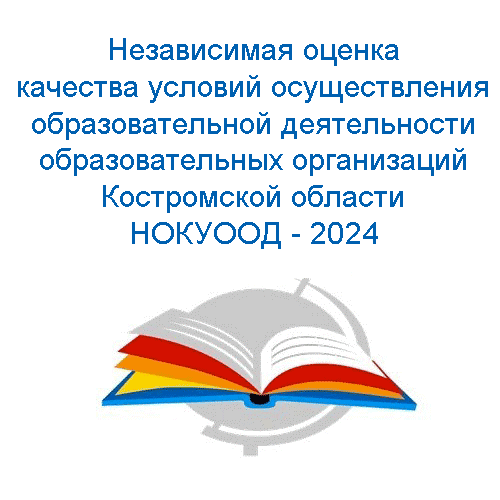 Независимая оценка
качества условий осуществления
образовательной деятельности
образовательных организаций
Костромской области
НОКУООД - 2024